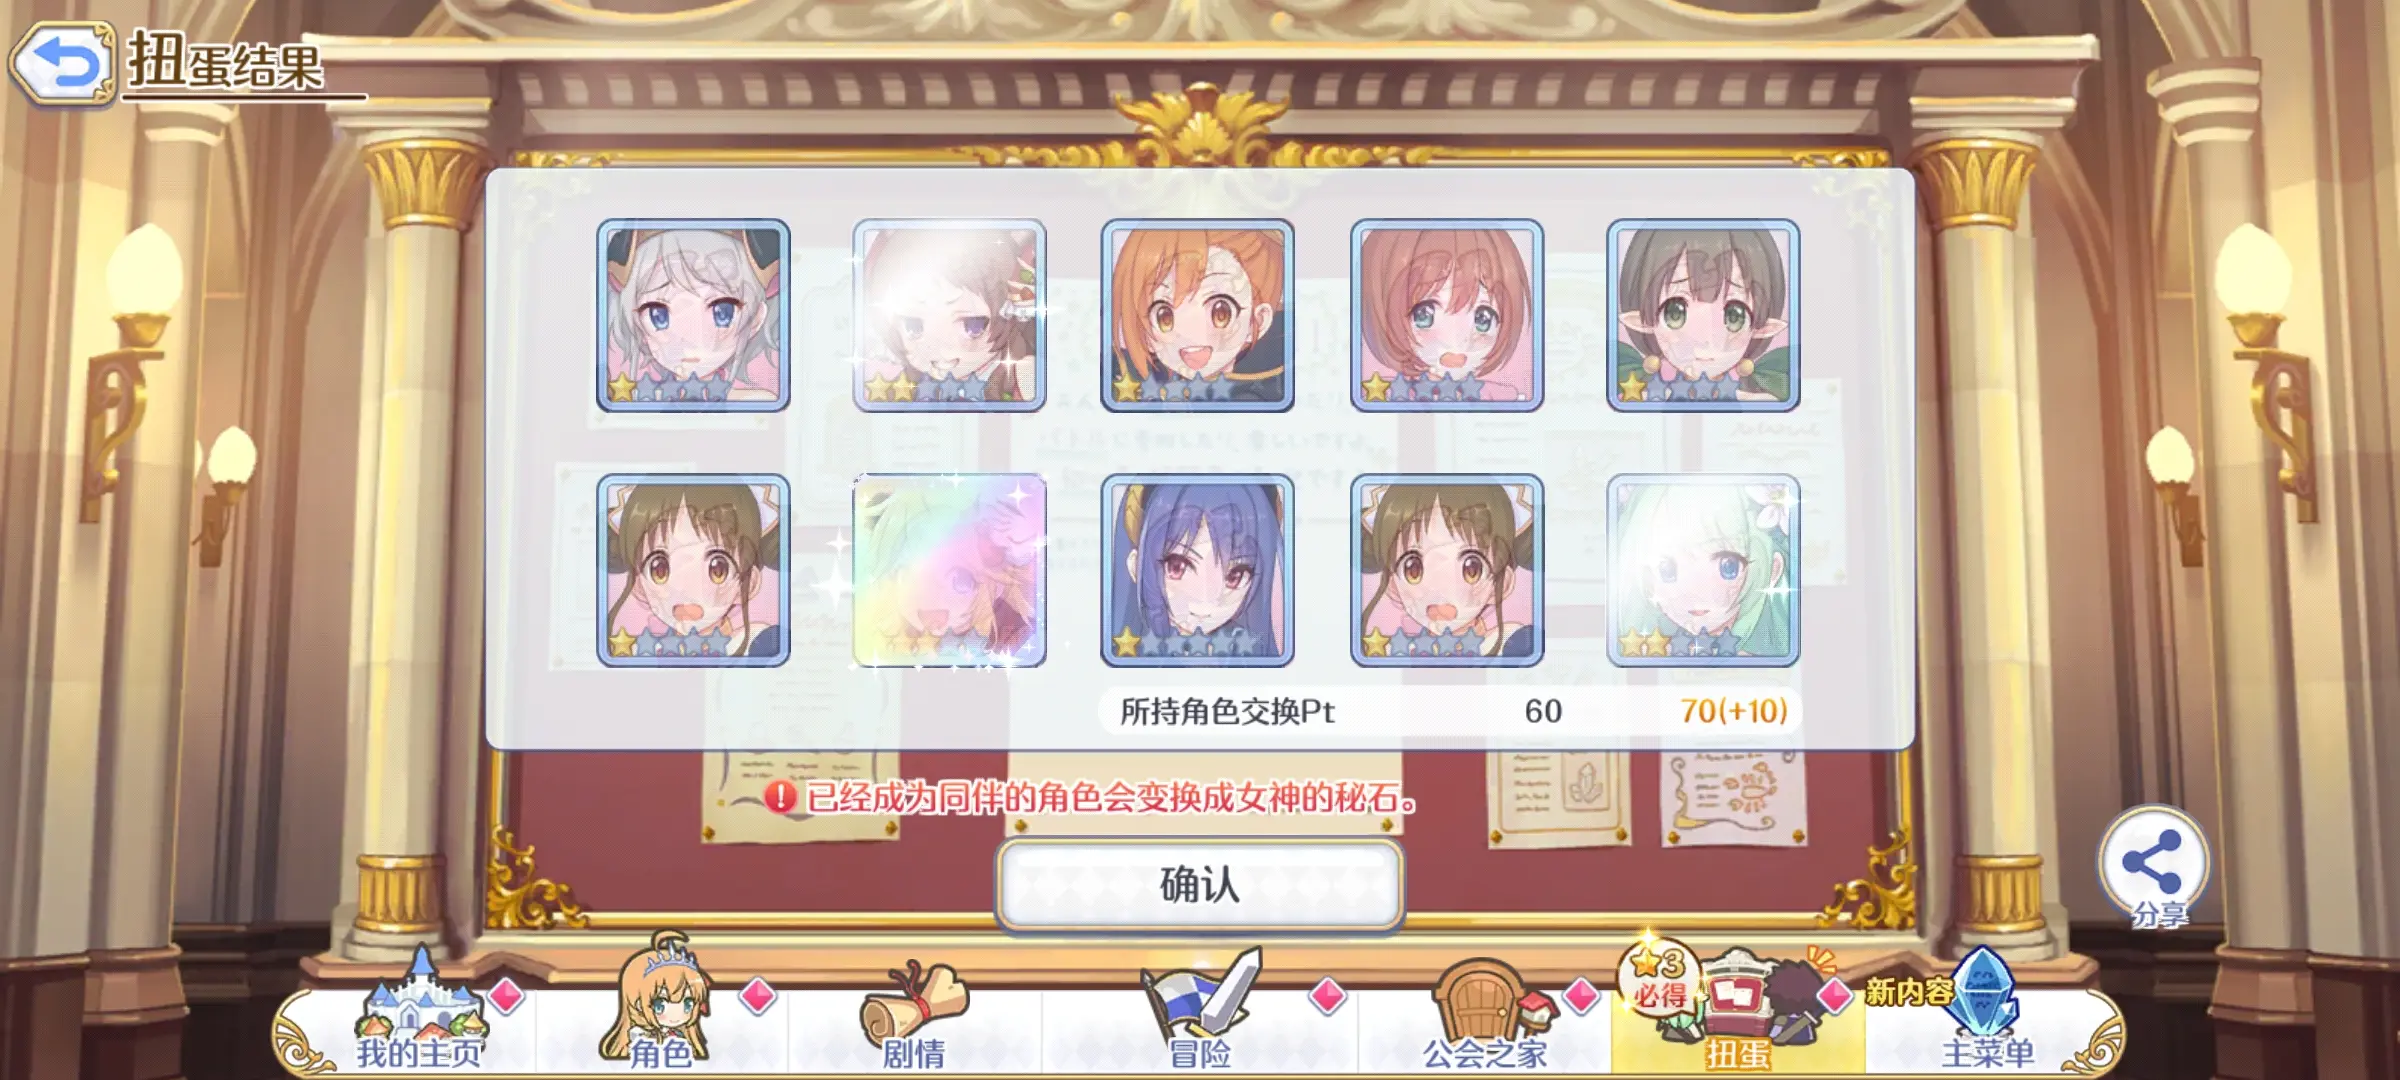 扭蛋结果
所持角色交换Pt 60 70(+10)
已经成为同伴的角色会变换成女神的秘石。
确认
分享
3
必得
新内容
我的主页
角色
剧情
冒险
公会之家
扭蛋
主菜单